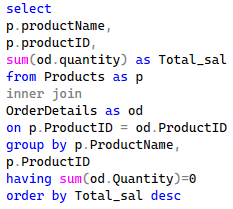 select
p.productName,
p.productID,
sum(od.quantity) as Total_sal
from Products as p
inner join
OrderDetails as od
on p.ProductID = od.ProductID
group by p.ProductName,
p.ProductID
having sum(od.Quantity)=0
order by Total_sal desc